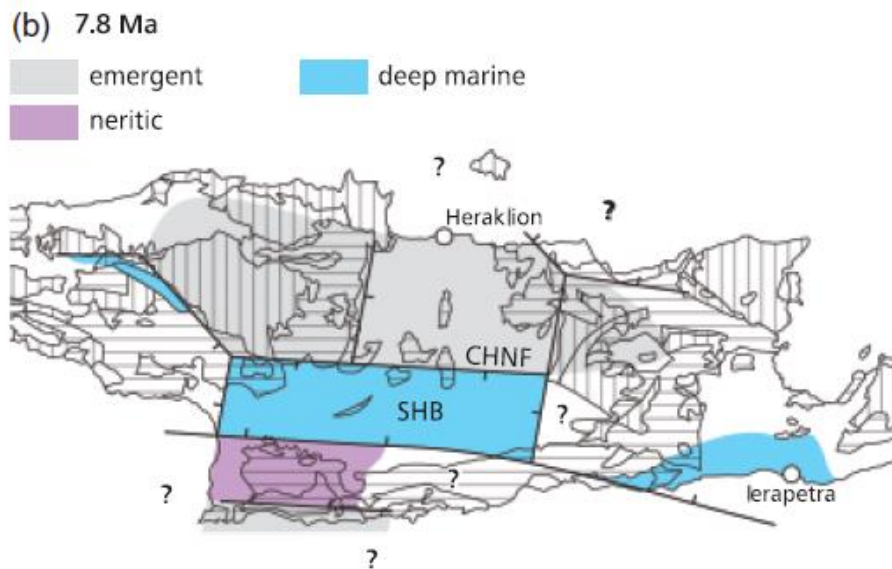 (b) 7.8 Ma
emergent
deep marine
neritic
?
Heraklion
?
CHNF
SHB
?
?
?
Ierapetra
?